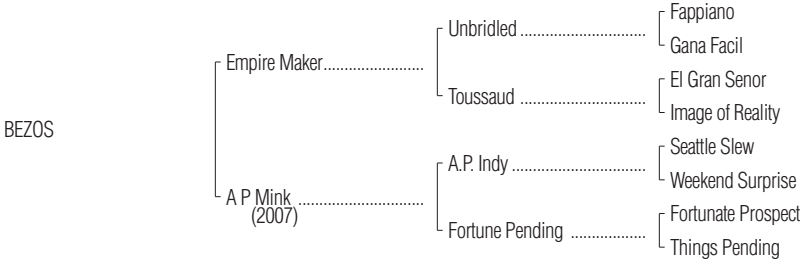 Fappiano
Unbridled ..............................
Gana Facil
Empire Maker........................
El Gran Senor
Toussaud ..............................
Image of Reality
BEZOS
Seattle Slew
A.P. Indy ................................
Weekend Surprise
A P Mink ..............................
(2007)
Fortunate Prospect
Fortune Pending ..................
Things Pending